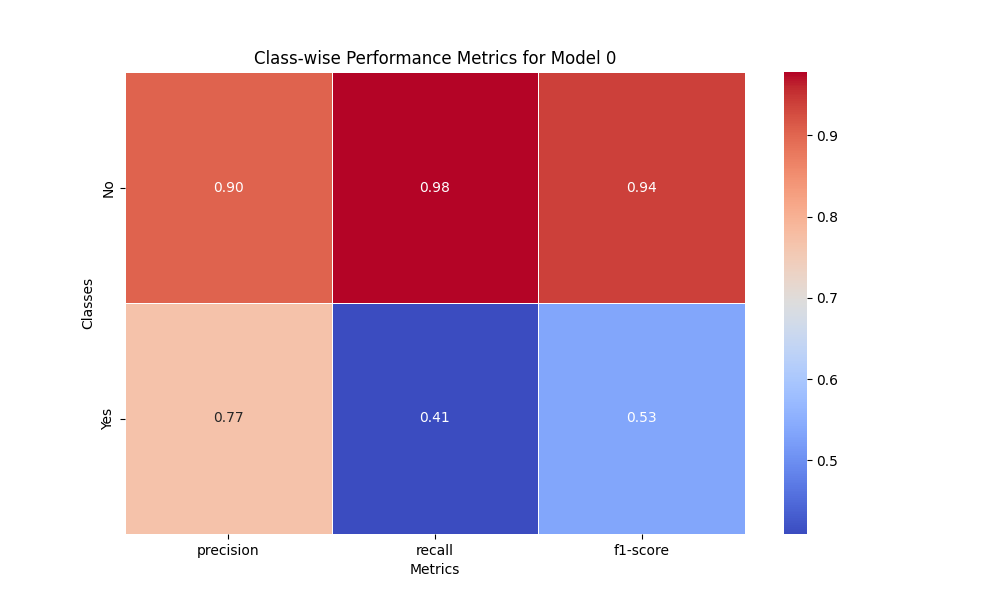 Class-wise Performance Metrics for Model 0
Classes
No
0.90 0.98 0.94
Yes
0.77 0.41 0.53
precision recall f1-score
Metrics
0.9
0.8
0.7
0.6
0.5